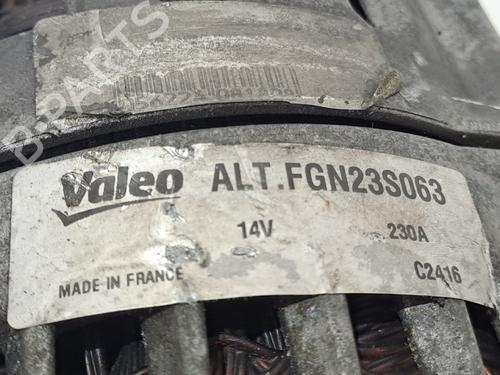 B-PARTS
Valeo ALT.FGN23S063
14V 230A
MADE IN FRANCE C2416